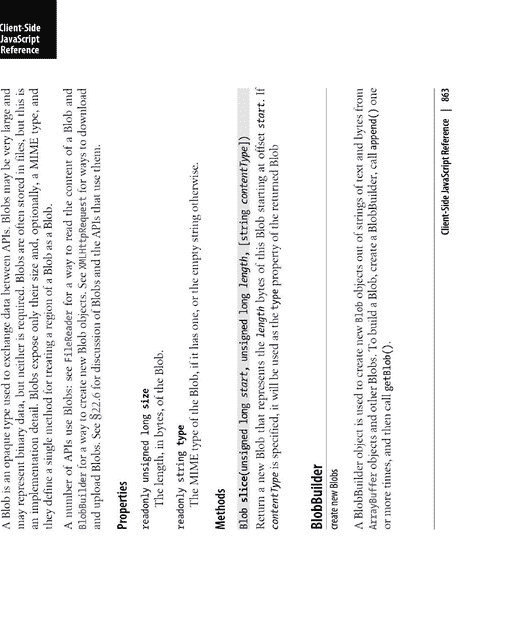 Client-Side
JavaScript
Reference
A Blob is an opaque type used to exchange data between APIs. Blobs may be very large and
may represent binary data, but neither is required. Blobs are often stored in files, but this is
an implementation detail. Blobs expose only their size and, optionally, a MIME type, and
they define a single method for treating a region of a Blob as a Blob.
A number of APIs use Blobs: see FileReader for a way to read the content of a Blob and
BlobBuilder for a way to create new Blob objects. See XMLHttpRequest for ways to download
and upload Blobs. See §22.6 for discussion of Blobs and the APIs that use them.
Properties
readonly unsigned long size
The length, in bytes, of the Blob.
readonly string type
The MIME type of the Blob, if it has one, or the empty string otherwise.
Methods
Blob slice(unsigned long start, unsigned long length, [string contentType])
Return a new Blob that represents the length bytes of this Blob starting at offset start. If
contentType is specified, it will be used as the type property of the returned Blob
BlobBuilder
create new Blobs
A BlobBuilder object is used to create new Blob objects out of strings of text and bytes from
ArrayBuffer objects and other Blobs. To build a Blob, create a BlobBuilder, call append() one
or more times, and then call getBlob().
Client-Side JavaScript Reference | 863